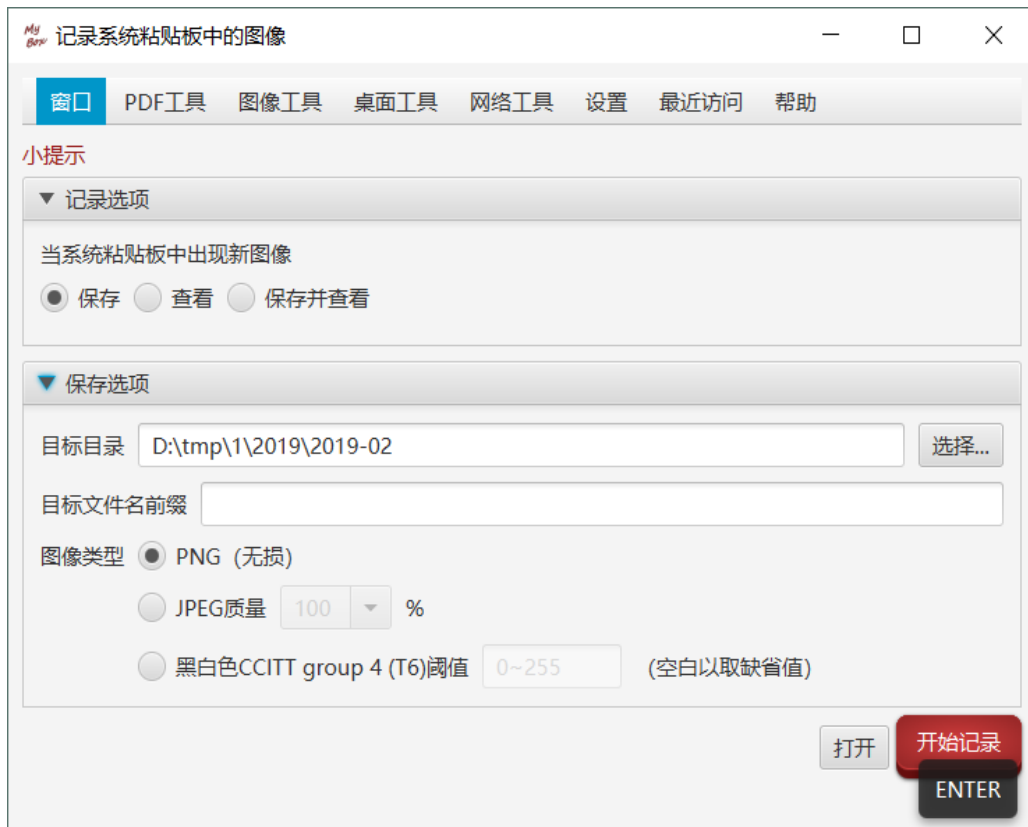 My Box 记录系统粘贴板中的图像
窗口 PDF工具 图像工具 桌面工具 网络工具 设置 最近访问 帮助
小提示
记录选项
当系统粘贴板中出现新图像
保存 查看 保存并查看
保存选项
目标目录 D:\tmp\1\2019\2019-02 选择...
目标文件名前缀
图像类型 PNG (无损)
JPEG质量 100 %
黑白色CCITT group 4 (T6)阈值 0~255 (空白以取缺省值)
打开 开始记录
ENTER